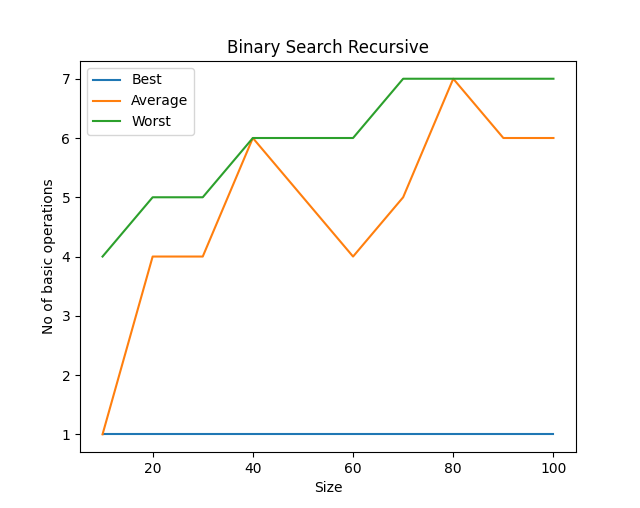 Binary Search Recursive
Best
Average
Worst
No of basic operations
7
6
5
4
3
2
1
20 40 60 80 100
Size